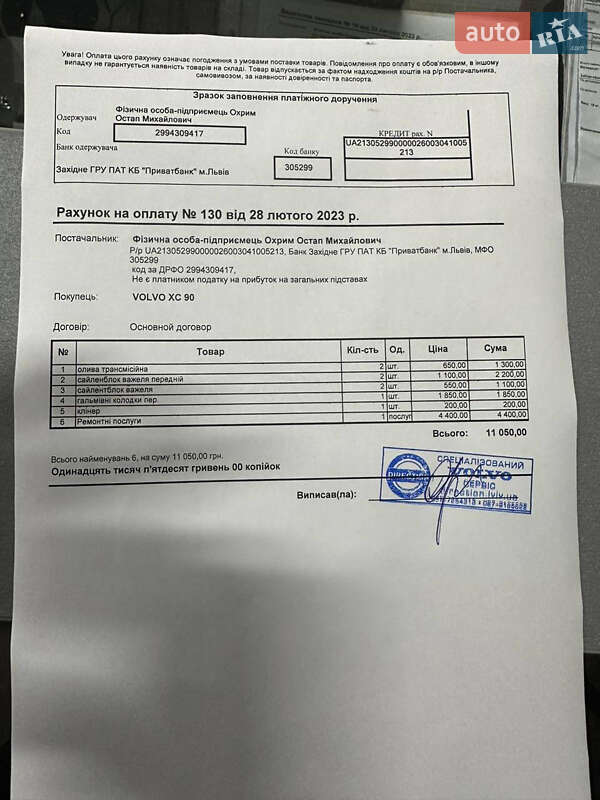 auto RIA .com
Увага! Оплата цього рахунку означає погодження з умовами поставки товарів. Повідомлення про оплату є обов'язковим, в іншому
випадку не гарантується наявність товарів на складі. Товар відпускається за фактом надходження коштів на р/р Постачальника,
самовивозом, за наявності довіреності та паспорта.
Зразок заповнення платіжного доручення
Фізична особа-підприємець Охрим
Одержувач Остап Михайлович
Код 2994309417
Банк одержувача Код банку КРЕДИТ рах. N
Західне ГРУ ПАТ КБ "Приватбанк" м.Львів 305299 UA213052990000026003041005
213
Рахунок на оплату № 130 від 28 лютого 2023 р.
Постачальник: Фізична особа-підприємець Охрим Остап Михайлович
Р/р UA213052990000026003041005213, Банк Західне ГРУ ПАТ КБ "Приватбанк" м.Львів, МФО
305299
код за ДРФО 2994309417,
Не є платником податку на прибуток на загальних підставах
Покупець: VOLVO XC 90
Договір: Основной договор
№ Товар Кіл-сть Од. Ціна Сума
1 олива трансмісійна 2 шт. 650,00 1 300,00
2 сайленблок важеля передній 2 шт. 1 100,00 2 200,00
3 сайлентблок важеля 2 шт. 550,00 1 100,00
4 гальмівні колодки пер. 1 шт. 1 850,00 1 850,00
5 клінер 1 шт. 200,00 200,00
6 Ремонтні послуги 1 послуг 4 400,00 4 400,00
Всього: 11 050,00
Всього найменувань 6, на суму 11 050,00 грн.
Одинадцять тисяч п'ятдесят гривень 00 копійок
Виписав(ла):
СПЕЦІАЛІЗОВАНИЙ
VOLVO
СЕРВІС